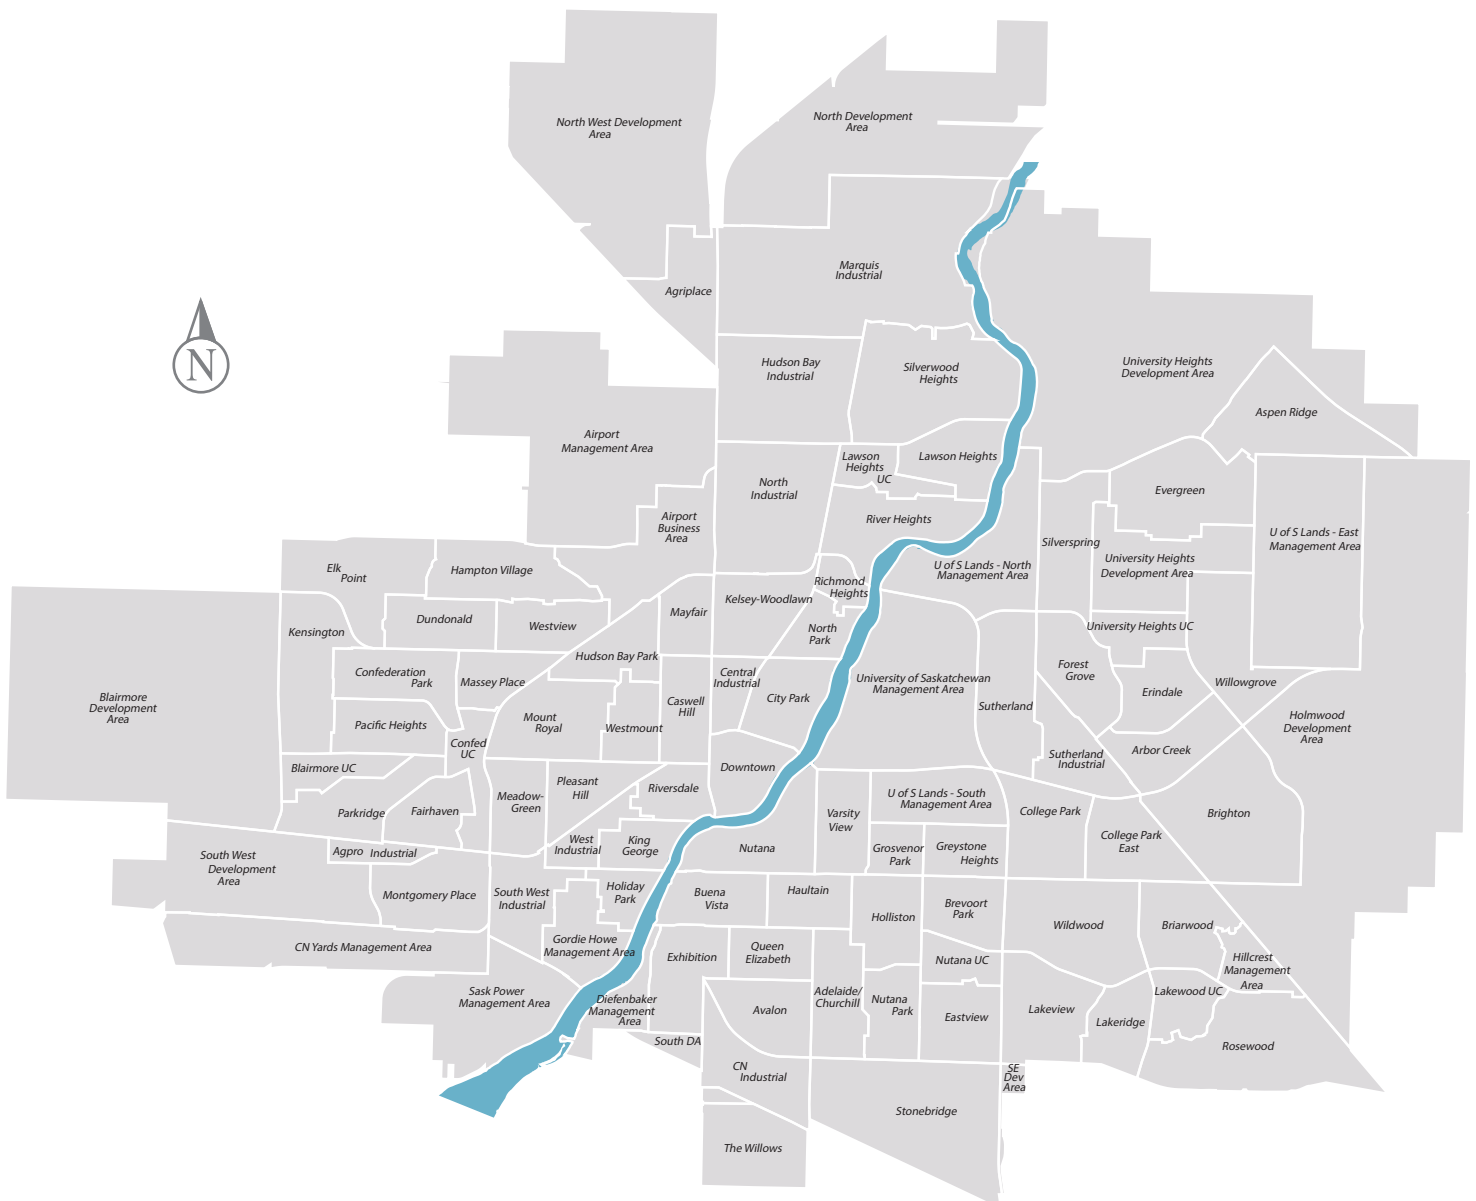 North West Development
Area
North Development
Area
Marquis
Industrial
Agriplace
N
Hudson Bay
Industrial
Silverwood
Heights
University Heights
Development Area
Aspen Ridge
Airport
Management Area
Lawson
Heights
UC
Lawson Heights
North
Industrial
Evergreen
Airport
Business
Area
River Heights
Silverspring
U of S Lands - East
Management Area
University Heights
Development Area
U of S Lands - North
Management Area
Elk
Point
Hampton Village
Richmond
Heights
Kelsey-Woodlawn
Mayfair
Dundonald
Westview
Kensington
North
Park
University Heights UC
Hudson Bay Park
Confederation
Park
Massey Place
Central
Industrial
University of Saskatchewan
Management Area
Forest
Grove
Erindale
Willowgrove
Blairmore
Development
Area
City Park
Caswell
Hill
Sutherland
Holmwood
Development
Area
Pacific Heights
Mount
Royal
Westmount
Confed
UC
Arbor Creek
Sutherland
Industrial
Blairmore UC
Downtown
Pleasant
Hill
Riversdale
Meadow-
Green
U of S Lands - South
Management Area
Parkridge
Fairhaven
Varsity
View
College Park
Brighton
College Park
East
West
Industrial
King
George
Nutana
Grosvenor
Park
Greystone
Heights
Agpro Industrial
South West
Development
Area
Montgomery Place
South West
Industrial
Holiday
Park
Buena
Vista
Haultain
Holliston
Brevoort
Park
Wildwood
Briarwood
CN Yards Management Area
Gordie Howe
Management Area
Exhibition
Queen
Elizabeth
Nutana UC
Hillcrest
Management
Area
Sask Power
Management Area
Diefenbaker
Management
Area
Adelaide/
Churchill
Nutana
Park
Lakewood UC
Avalon
Eastview
Lakeview
Lakeridge
South DA
Rosewood
CN
Industrial
SE
Dev
Area
Stonebridge
The Willows